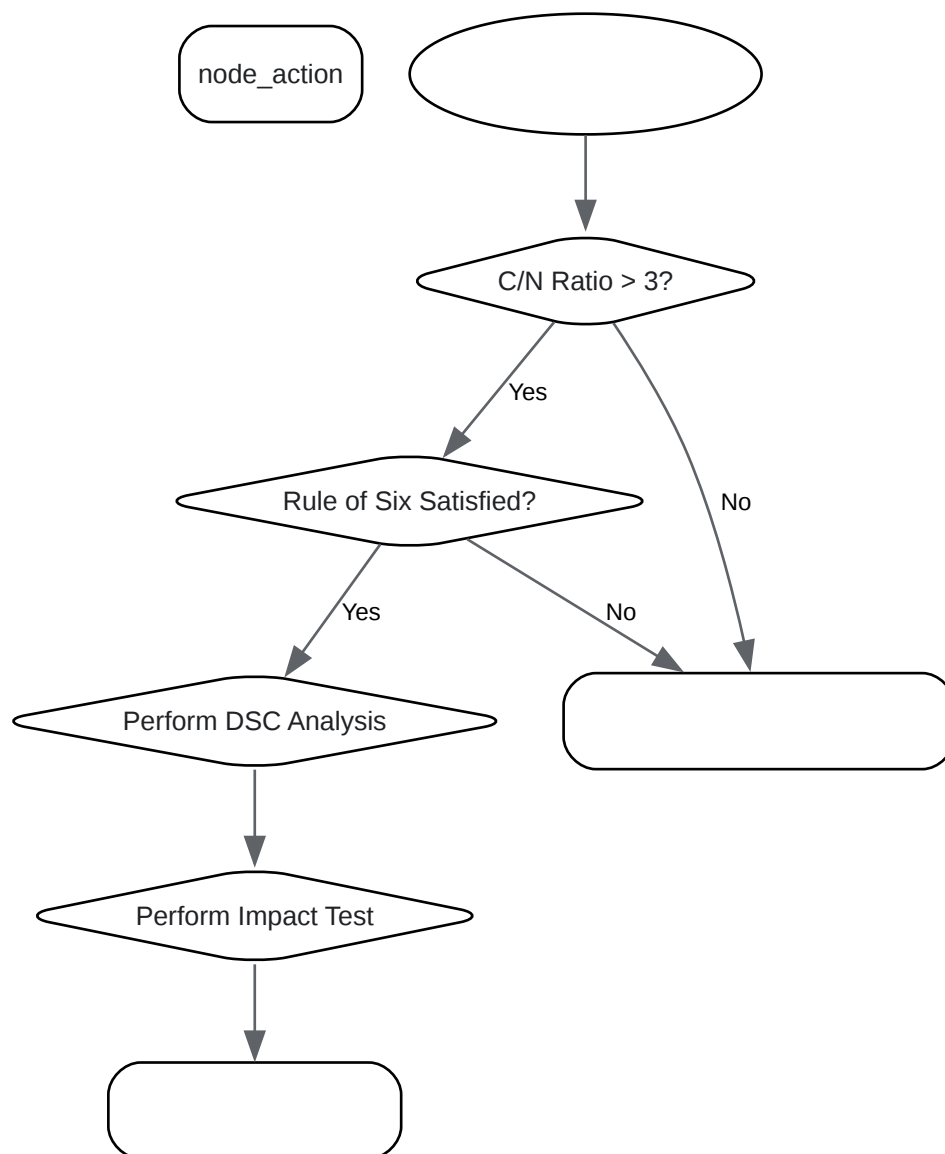 node_action
C/N Ratio > 3?
Yes
Rule of Six Satisfied?
No
Yes
No
Perform DSC Analysis
Perform Impact Test